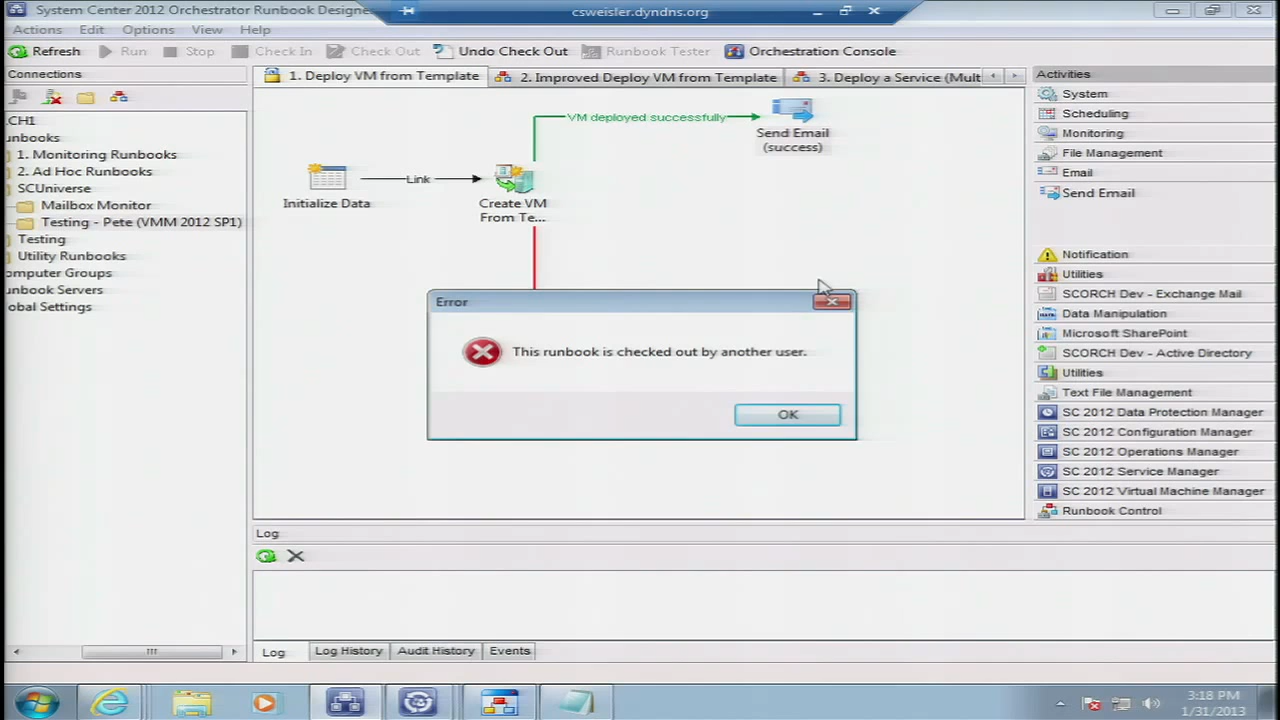 System Center 2012 Orchestrator Runbook Designe
csweisler.dyndns.org
Actions Edit Options View Help
Refresh Run Stop Check In Check Out Undo Check Out Runbook Tester Orchestration Console
Connections
1. Deploy VM from Template
2. Improved Deploy VM from Template
3. Deploy a Service (Mult
Activities
.CH1
unbooks
1. Monitoring Runbooks
2. Ad Hoc Runbooks
SCUniverse
Mailbox Monitor
Testing - Pete (VMM 2012 SP1)
Testing
Utility Runbooks
omputer Groups
unbook Servers
obal Settings
VM deployed successfully
Send Email
(success)
Initialize Data
Link
Create VM
From Te...
Error
This runbook is checked out by another user.
OK
System
Scheduling
Monitoring
File Management
Email
Send Email
Notification
Utilities
SCORCH Dev - Exchange Mail
Data Manipulation
Microsoft SharePoint
SCORCH Dev - Active Directory
Utilities
Text File Management
SC 2012 Data Protection Manager
SC 2012 Configuration Manager
SC 2012 Operations Manager
SC 2012 Service Manager
SC 2012 Virtual Machine Manager
Runbook Control
Log
Log Log History Audit History Events
3:18 PM
1/31/2013